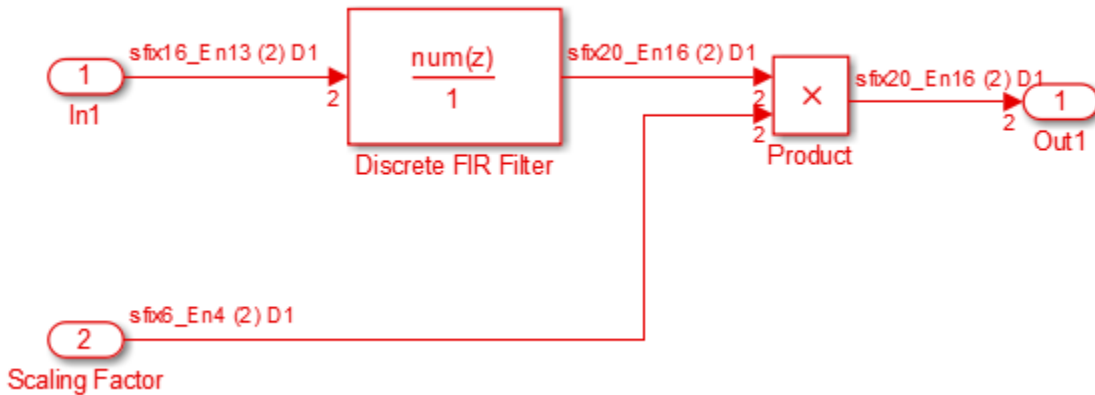 sfix16_En13 (2) D1
sfix20_En16 (2) D1
sfix20_En16 (2) D1
1
In1
2
num(z)
1
Discrete FIR Filter
2
2
×
Product
2
1
Out1
sfix6_En4 (2) D1
2
Scaling Factor